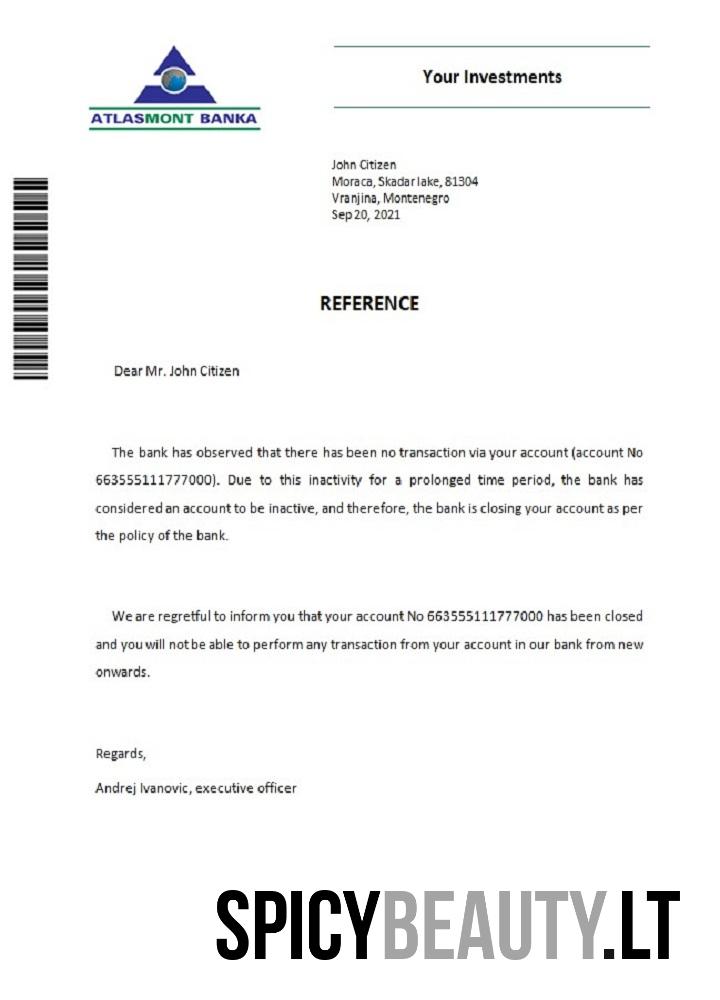 ATLASMONT BANKA
Your Investments
John Citizen
Moraca, Skadar lake, 81304
Vranjina, Montenegro
Sep 20, 2021
REFERENCE
Dear Mr. John Citizen
The bank has observed that there has been no transaction via your account (account No
663555111777000). Due to this inactivity for a prolonged time period, the bank has
considered an account to be inactive, and therefore, the bank is closing your account as per
the policy of the bank.
We are regretful to inform you that your account No 663555111777000 has been closed
and you will not be able to perform any transaction from your account in our bank from new
onwards.
Regards,
Andrej Ivanovic, executive officer
SPICYBEAUTY.LT